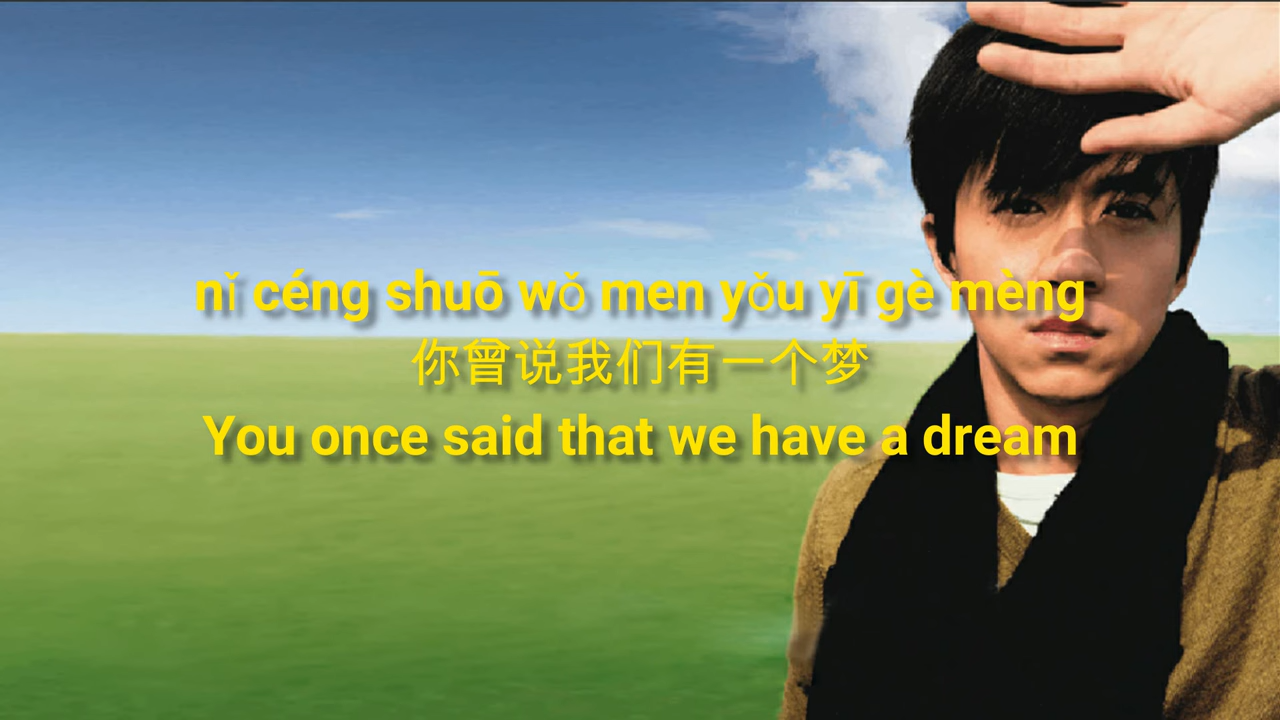 nǐ céng shuō wǒ men yǒu yī gè mèng
你曾说我们有一个梦
You once said that we have a dream